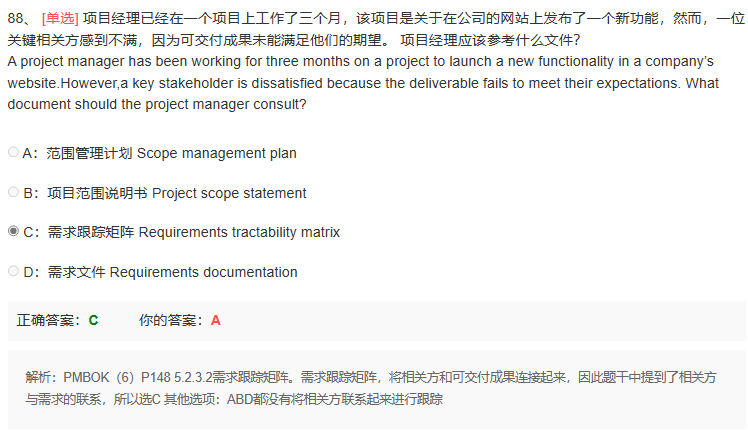 88、 [单选] 项目经理已经在一个项目上工作了三个月，该项目是关于在公司的网站上发布了一个新功能，然而，一位
关键相关方感到不满，因为可交付成果未能满足他们的期望。 项目经理应该参考什么文件?
A project manager has been working for three months on a project to launch a new functionality in a company's
website.However,a key stakeholder is dissatisfied because the deliverable fails to meet their expectations. What
document should the project manager consult?
A：范围管理计划 Scope management plan
B：项目范围说明书 Project scope statement
C：需求跟踪矩阵 Requirements tractability matrix
D：需求文件 Requirements documentation
正确答案：C 你的答案：A
解析：PMBOK（6）P148 5.2.3.2需求跟踪矩阵。需求跟踪矩阵，将相关方和可交付成果连接起来，因此题干中提到了相关方
与需求的联系，所以选C 其他选项：ABD都没有将相关方联系起来进行跟踪